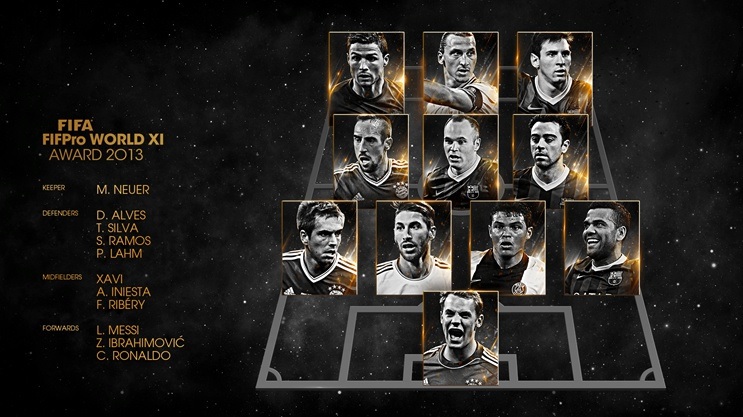 FIFA
FIFPro WORLD XI
AWARD 2013
KEEPER M. NEUER
DEFENDERS D. ALVES
T. SILVA
S. RAMOS
P. LAHM
MIDFIELDERS XAVI
A. INIESTA
F. RIBÉRY
FORWARDS L. MESSI
Z. IBRAHIMOVIĆ
C. RONALDO